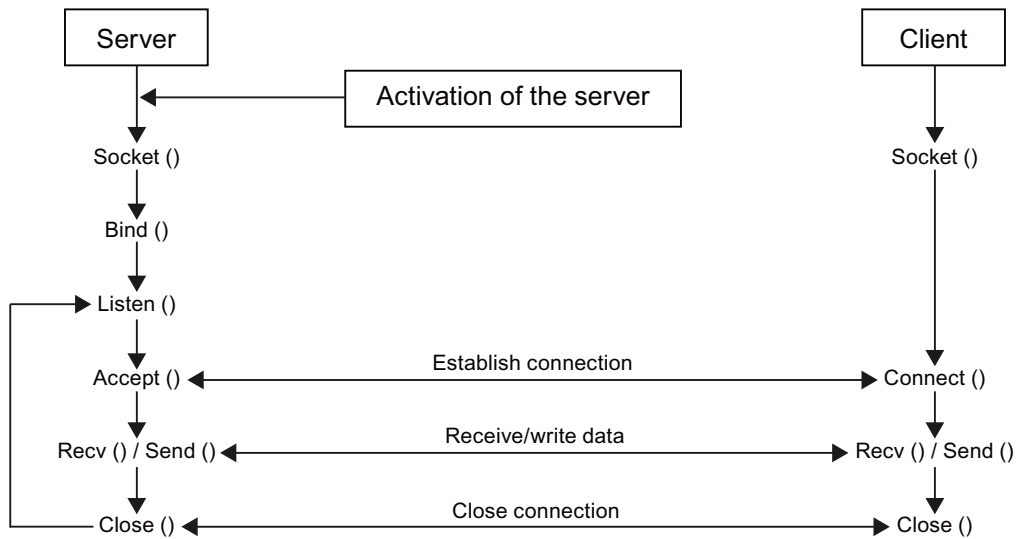 Server
Client
Activation of the server
Socket ()
Socket ()
Bind ()
Listen ()
Establish connection
Accept ()
Connect ()
Receive/write data
Recv () / Send ()
Recv () / Send ()
Close connection
Close ()
Close ()